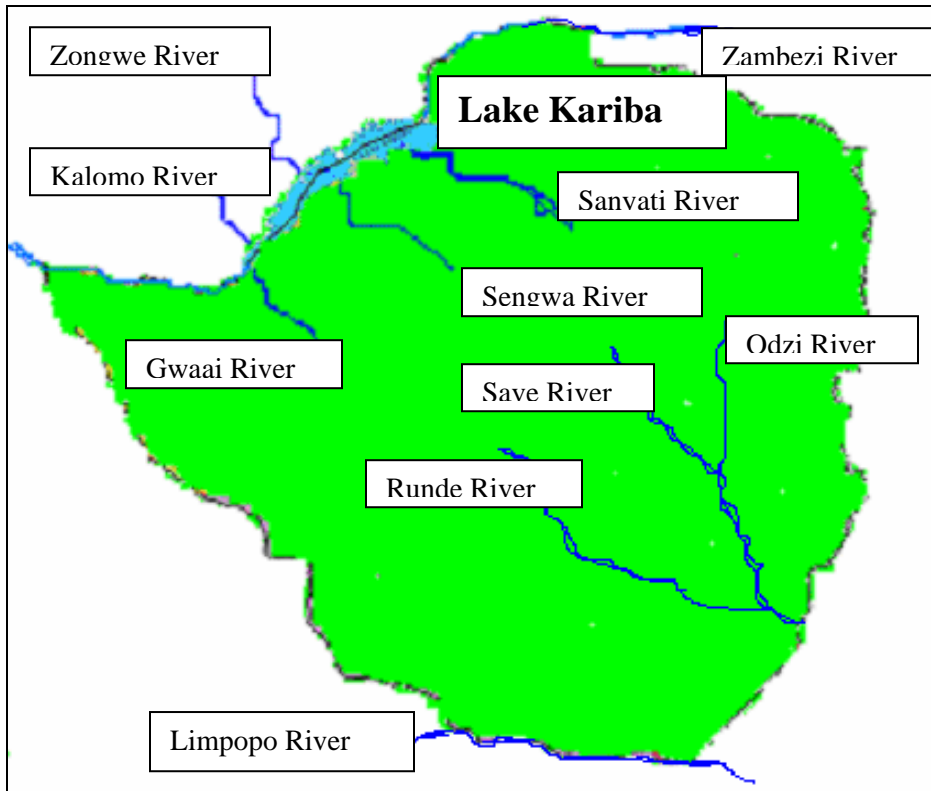 Zongwe River
Zambezi River
Lake Kariba
Kalomo River
Sanyati River
Sengwa River
Odzi River
Gwaai River
Save River
Runde River
Limpopo River